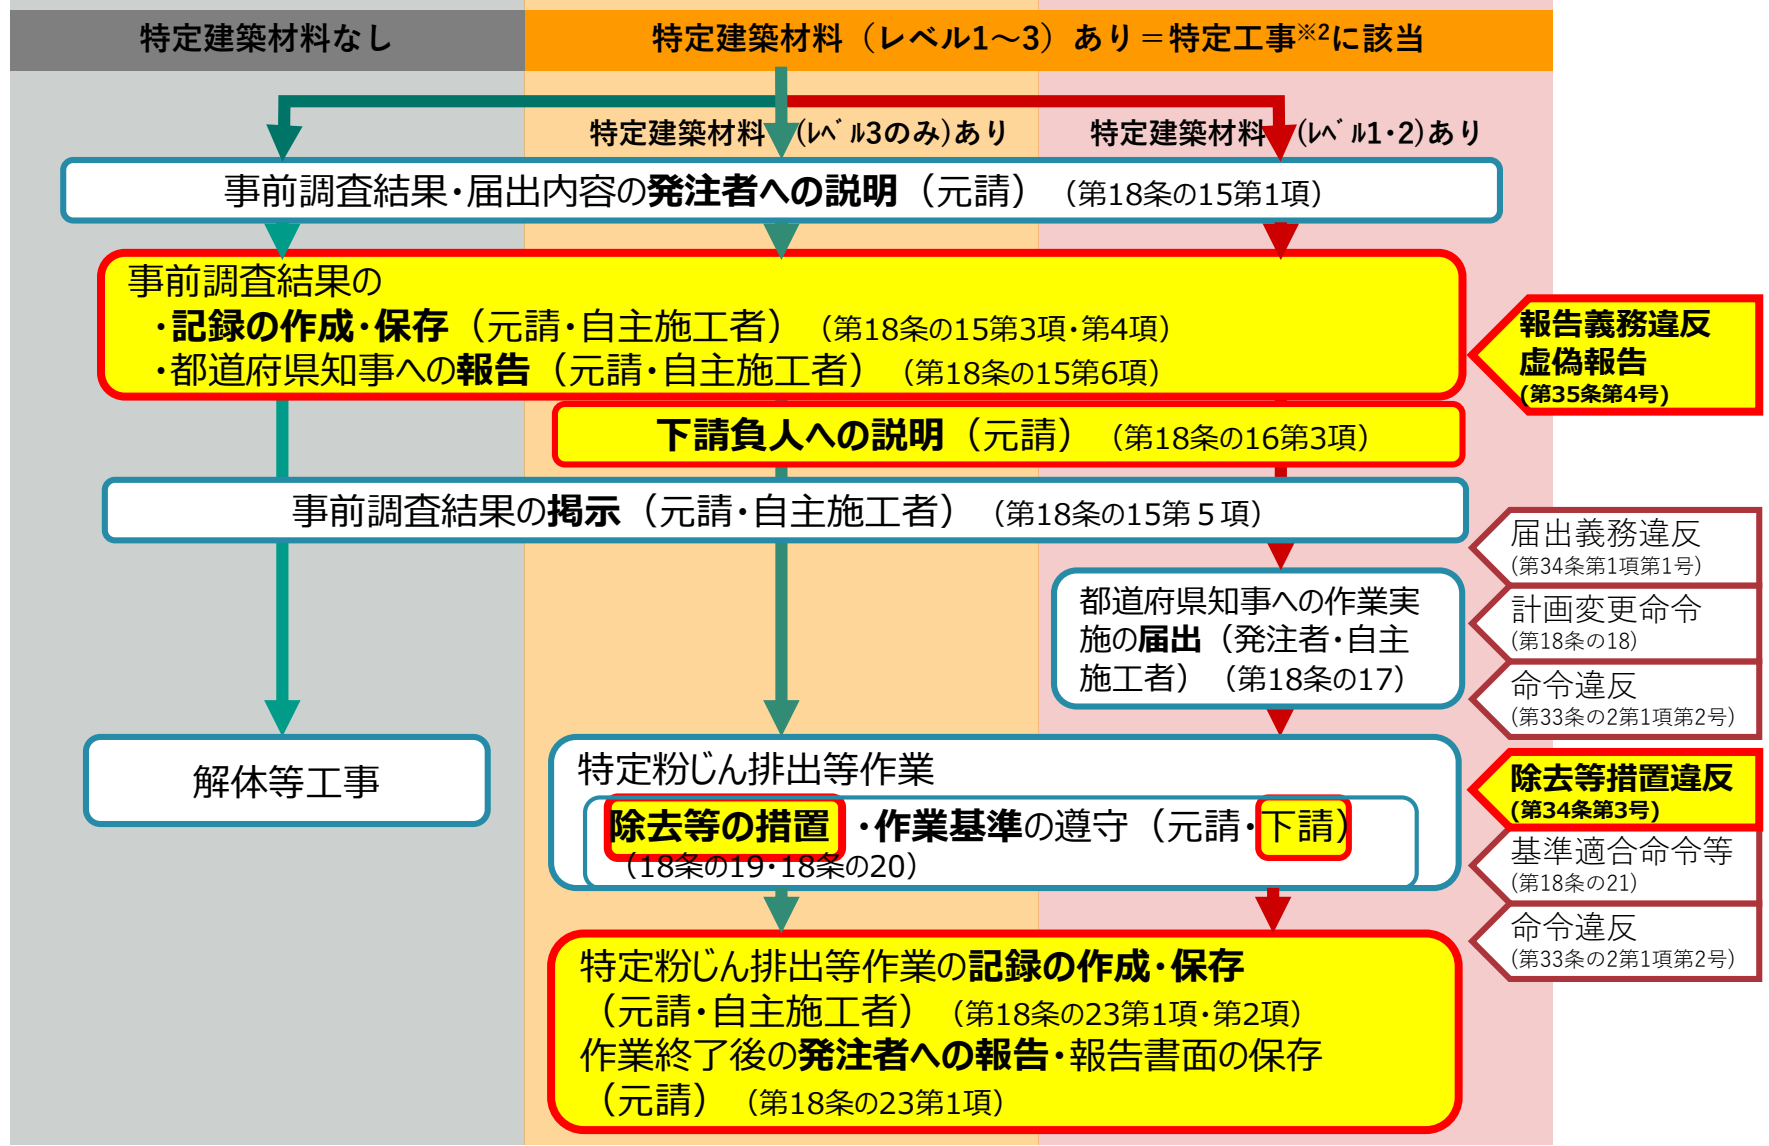 特定建築材料なし
特定建築材料（レベル1～3）あり＝特定工事※2に該当
特定建築材料 (ﾚﾍﾞﾙ3のみ)あり
特定建築材料 (ﾚﾍﾞﾙ1・2)あり
事前調査結果・届出内容の発注者への説明（元請）（第18条の15第1項）
事前調査結果の
・記録の作成・保存（元請・自主施工者）（第18条の15第3項・第4項）
・都道府県知事への報告（元請・自主施工者）（第18条の15第6項）
報告義務違反
虚偽報告
(第35条第4号)
下請負人への説明（元請）（第18条の16第3項）
事前調査結果の掲示（元請・自主施工者）（第18条の15第５項）
都道府県知事への作業実
施の届出（発注者・自主
施工者）（第18条の17）
届出義務違反
(第34条第1項第1号)
計画変更命令
(第18条の18)
命令違反
(第33条の2第1項第2号)
解体等工事
特定粉じん排出等作業
除去等の措置・作業基準の遵守（元請・下請）
（18条の19・18条の20）
除去等措置違反
(第34条第3号)
基準適合命令等
(第18条の21)
命令違反
(第33条の2第1項第2号)
特定粉じん排出等作業の記録の作成・保存
（元請・自主施工者）（第18条の23第1項・第2項）
作業終了後の発注者への報告・報告書面の保存
（元請）（第18条の23第1項）